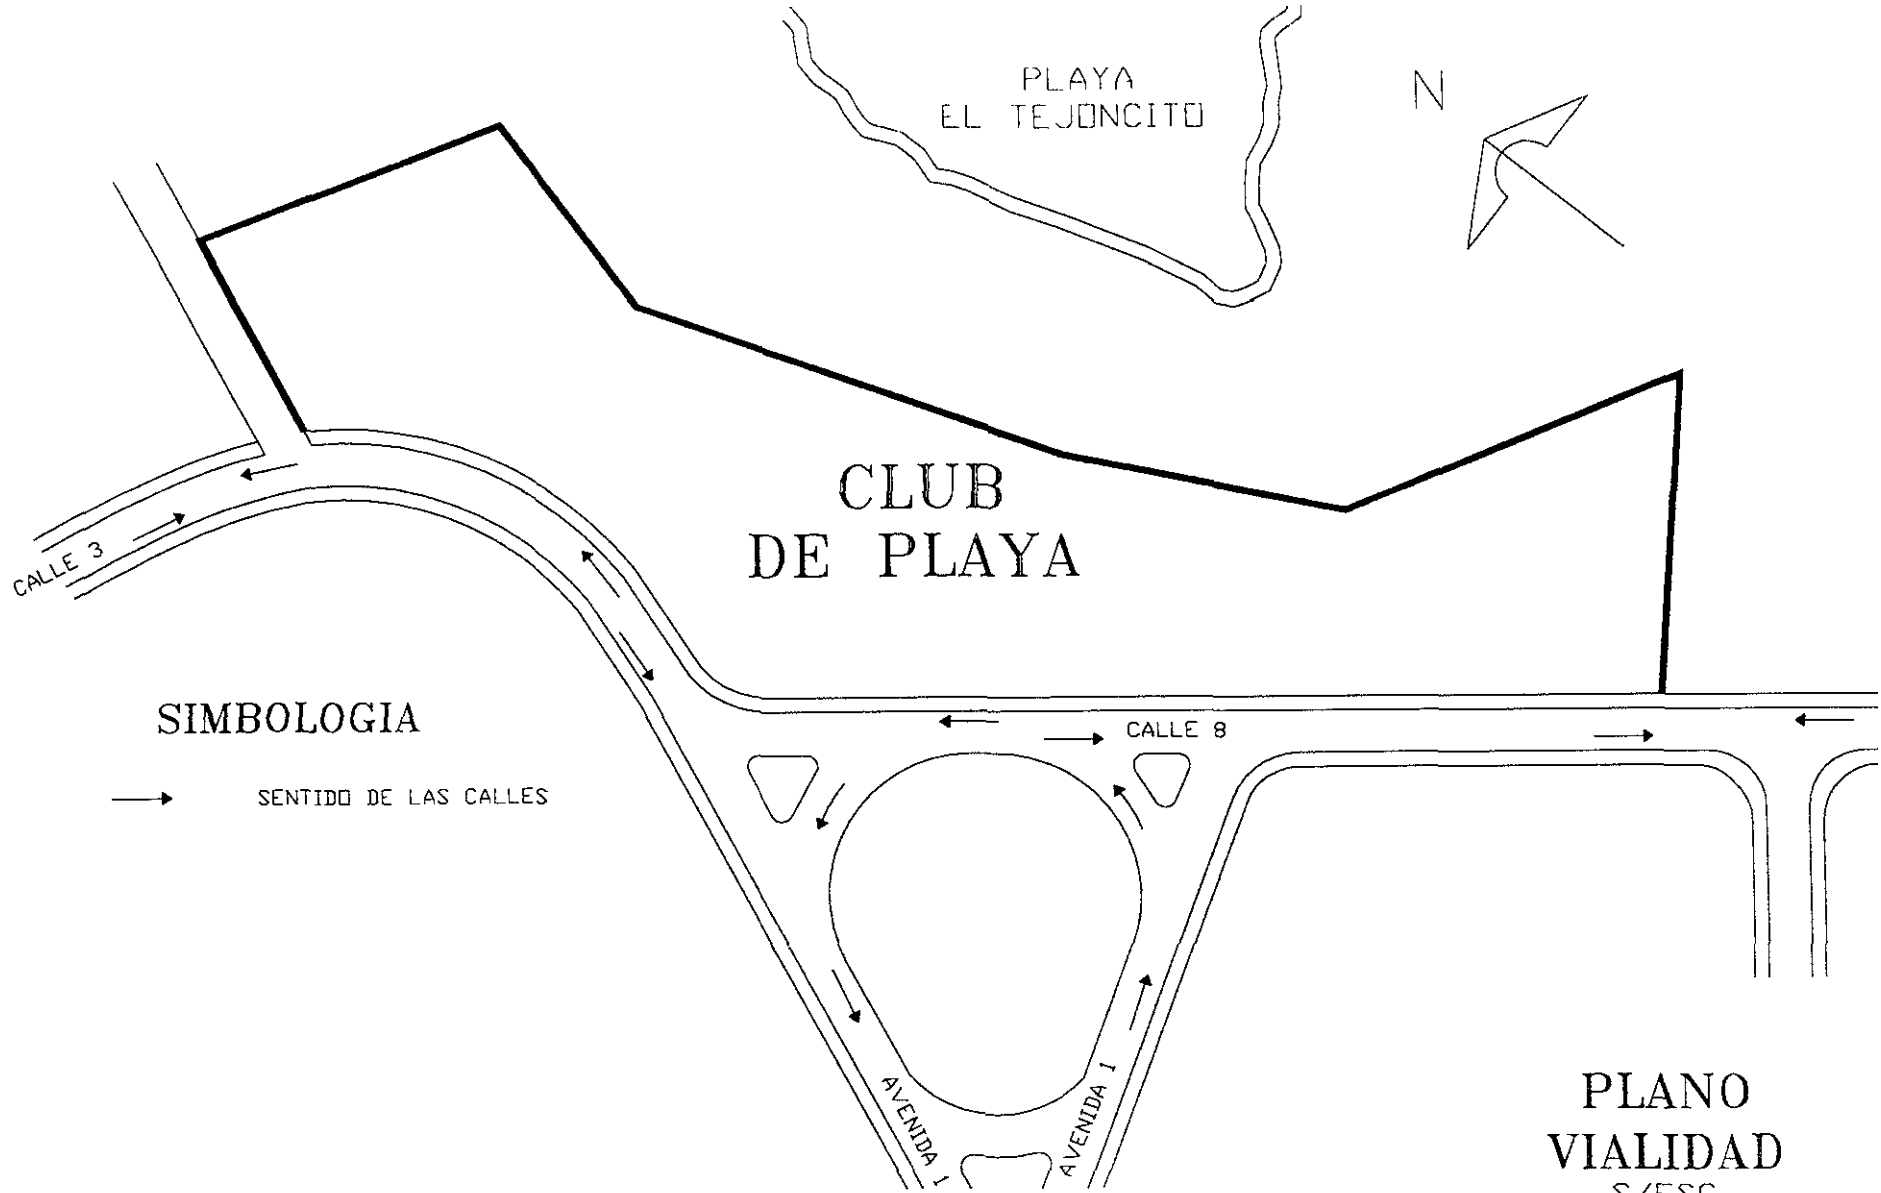 PLAYA
EL TEJONCITO
N
CLUB
DE PLAYA
CALLE 3
SIMBOLOGIA
SENTIDO DE LAS CALLES
CALLE 8
AVENIDA 1
AVENIDA 1
PLANO
VIALIDAD
S/ESC